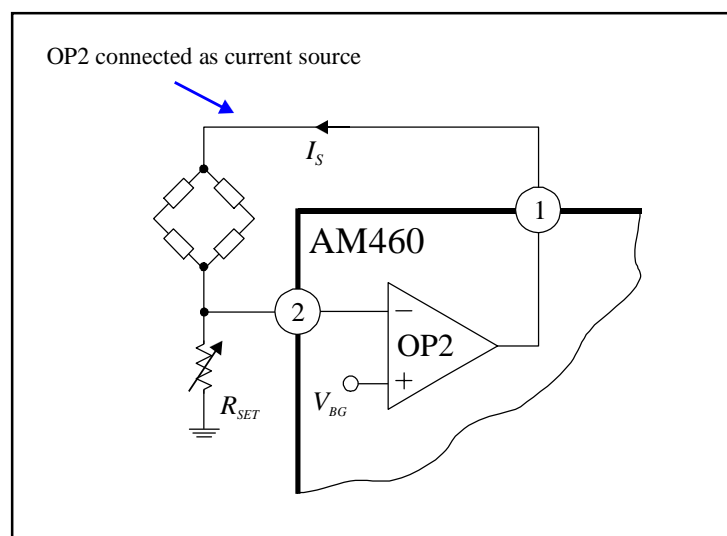 OP2 connected as current source
I_S
1
AM460
2
−
OP2
+
V_BG
R_SET